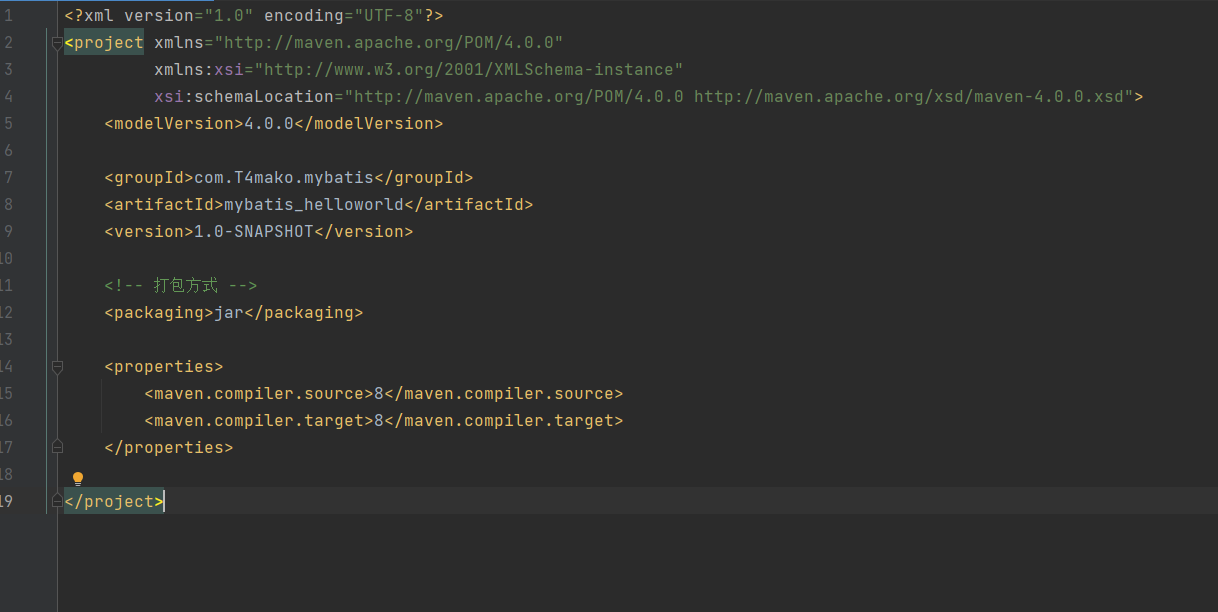 1 <?xml version="1.0" encoding="UTF-8"?>
2 <project xmlns="http://maven.apache.org/POM/4.0.0"
3 xmlns:xsi="http://www.w3.org/2001/XMLSchema-instance"
4 xsi:schemaLocation="http://maven.apache.org/POM/4.0.0 http://maven.apache.org/xsd/maven-4.0.0.xsd">
5 <modelVersion>4.0.0</modelVersion>
6
7 <groupId>com.T4mako.mybatis</groupId>
8 <artifactId>mybatis_helloworld</artifactId>
9 <version>1.0-SNAPSHOT</version>
10
11 <!-- 打包方式 -->
12 <packaging>jar</packaging>
13
14 <properties>
15 <maven.compiler.source>8</maven.compiler.source>
16 <maven.compiler.target>8</maven.compiler.target>
17 </properties>
18
19 </project>